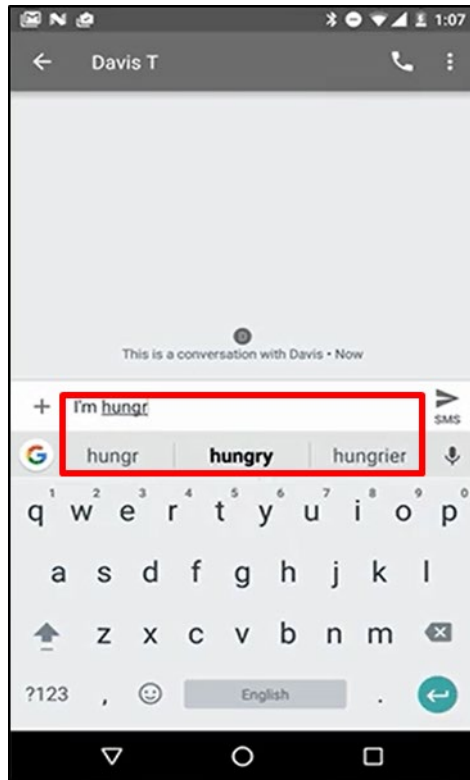 1:07
Davis T
D
This is a conversation with Davis • Now
I'm hungr
SMS
G hungr hungry hungrier
1 2 3 4 5 6 7 8 9 0
q w e r t y u i o p
a s d f g h j k l
z x c v b n m
?123 , English .